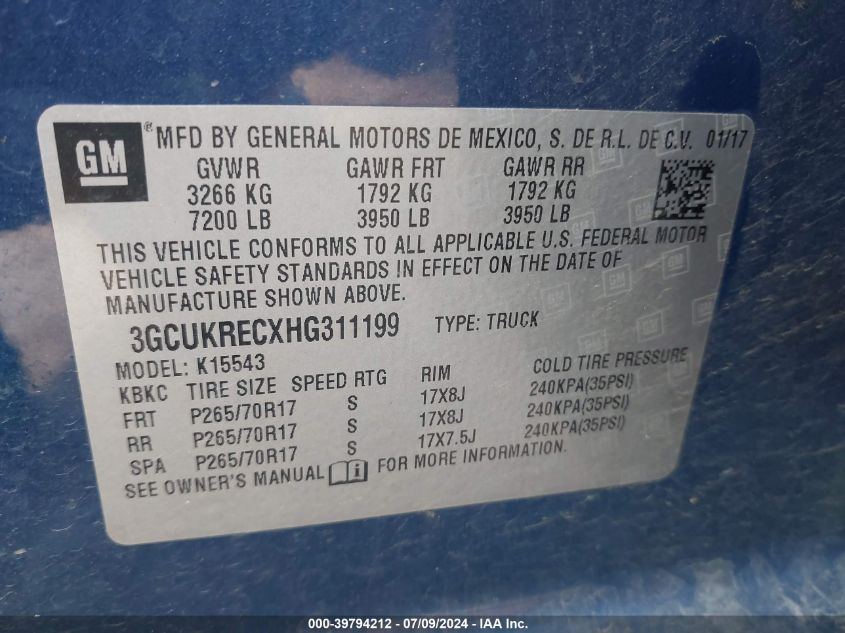 GM ® MFD BY GENERAL MOTORS DE MEXICO, S. DE R.L. DE C.V. 01/17
GVWR GAWR FRT GAWR RR
3266 KG 1792 KG 1792 KG
7200 LB 3950 LB 3950 LB
THIS VEHICLE CONFORMS TO ALL APPLICABLE U.S. FEDERAL MOTOR
VEHICLE SAFETY STANDARDS IN EFFECT ON THE DATE OF
MANUFACTURE SHOWN ABOVE.
3GCUKRECXHG311199 TYPE: TRUCK
MODEL: K15543
KBKC TIRE SIZE SPEED RTG RIM COLD TIRE PRESSURE
FRT P265/70R17 S 17X8J 240KPA(35PSI)
RR P265/70R17 S 17X8J 240KPA(35PSI)
SPA P265/70R17 S 17X7.5J 240KPA(35PSI)
SEE OWNER'S MANUAL FOR MORE INFORMATION.
000-39794212 / 07/09/2024 - IAA Inc.